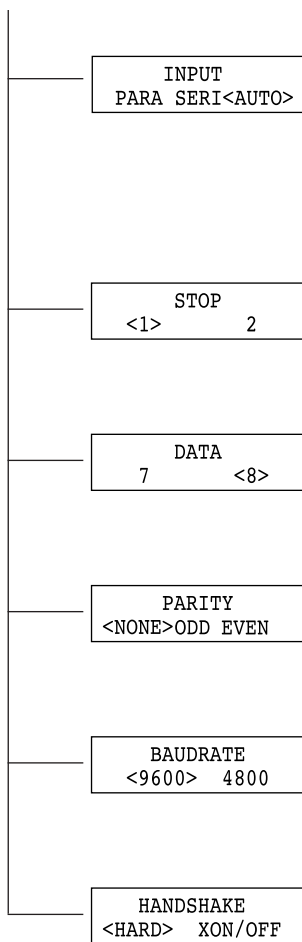 INPUT
PARA SERI<AUTO>
STOP
<1> 2
DATA
7 <8>
PARITY
<NONE>ODD EVEN
BAUDRATE
<9600> 4800
HANDSHAKE
<HARD> XON/OFF